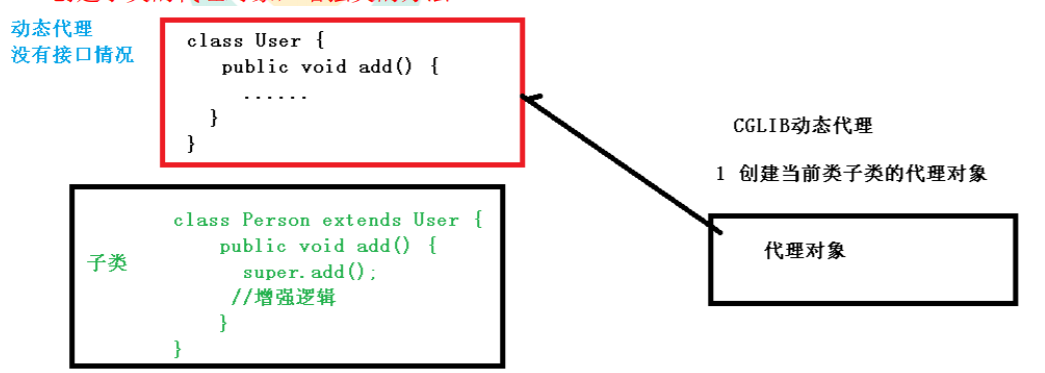 动态代理
没有接口情况
class User {
public void add() {
......
}
}
CGLIB动态代理
1 创建当前类子类的代理对象
代理对象
子类
class Person extends User {
public void add() {
super.add();
//增强逻辑
}
}